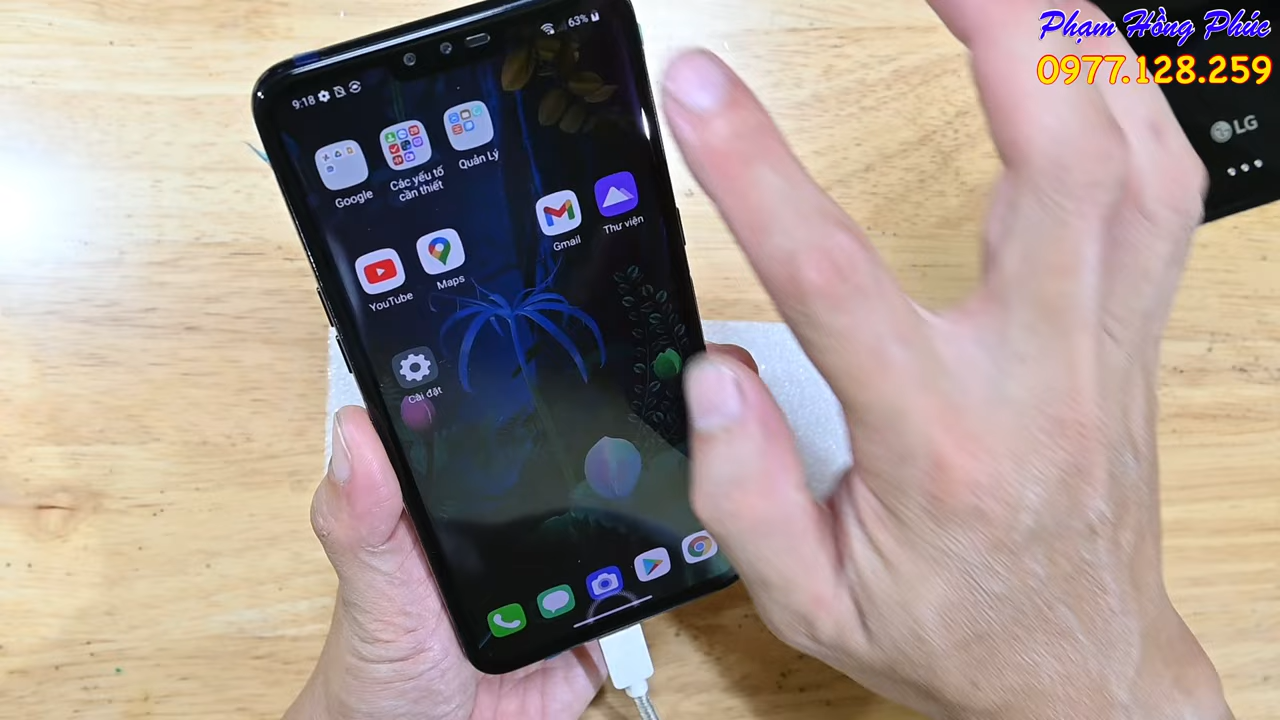 Phạm Hồng Phúc
0977.128.259
LG
9:18
63%
Google
Các yếu tố
cần thiết
Quản Lý
YouTube
Maps
Gmail
Thư viện
Cài đặt